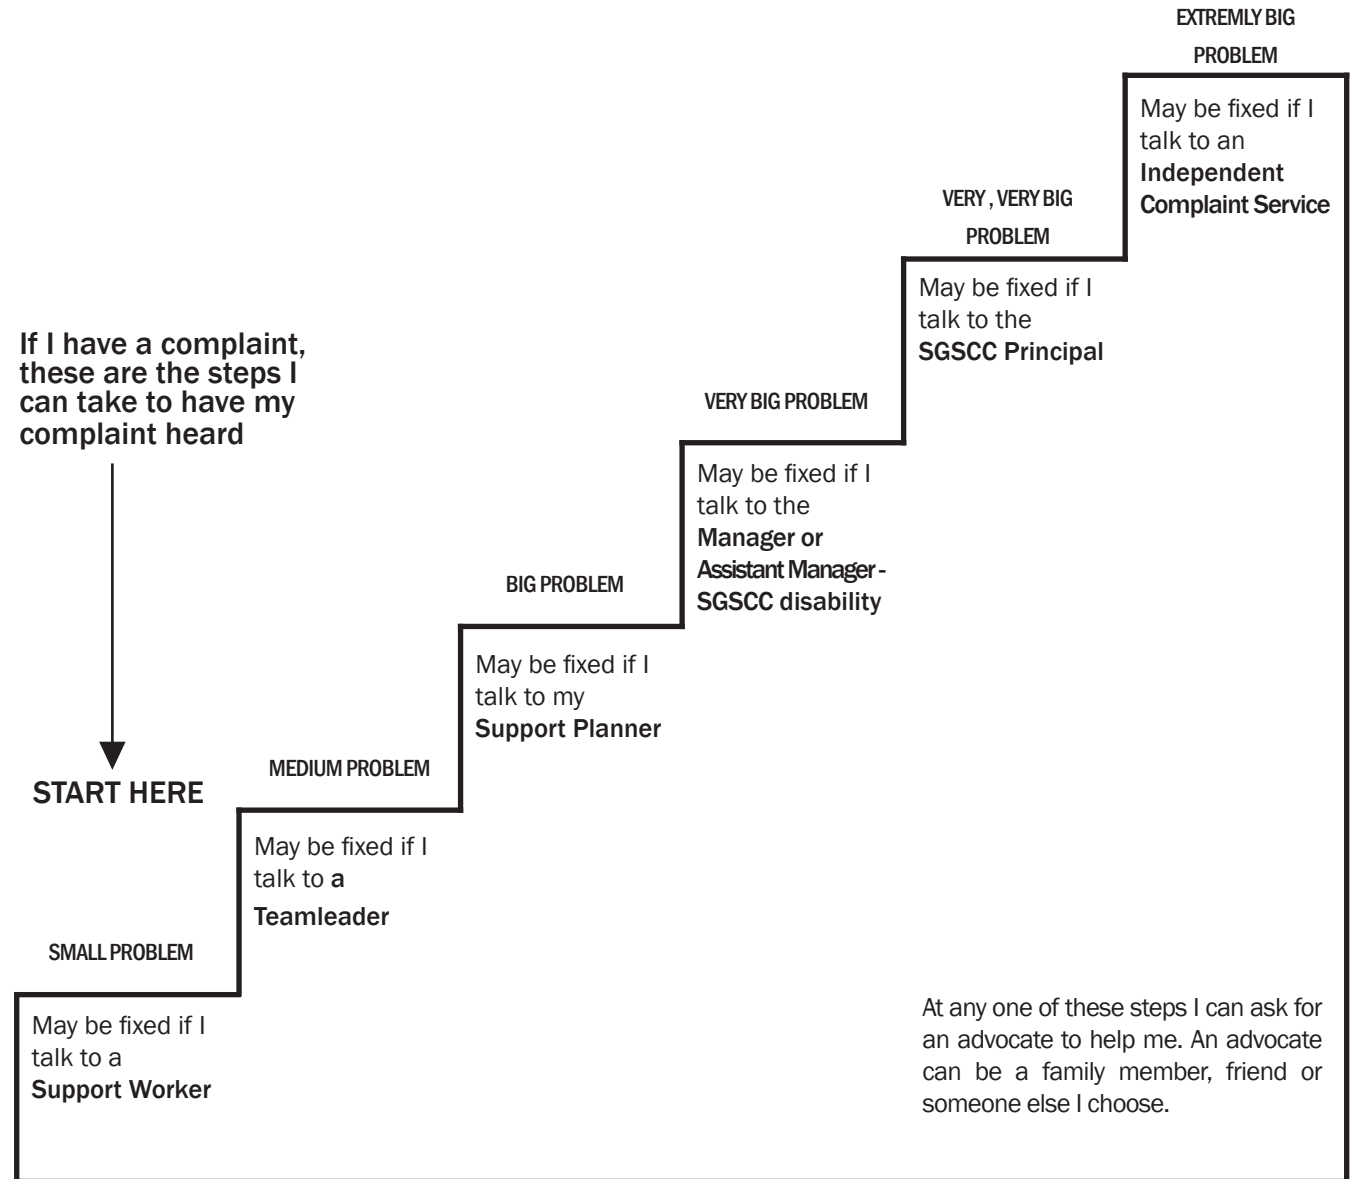 If I have a complaint,
these are the steps I
can take to have my
complaint heard
START HERE
SMALL PROBLEM
May be fixed if I
talk to a
Support Worker
MEDIUM PROBLEM
May be fixed if I
talk to a
Teamleader
BIG PROBLEM
May be fixed if I
talk to my
Support Planner
VERY BIG PROBLEM
May be fixed if I
talk to the
Manager or
Assistant Manager -
SGSCC disability
VERY , VERY BIG
PROBLEM
May be fixed if I
talk to the
SGSCC Principal
EXTREMLY BIG
PROBLEM
May be fixed if I
talk to an
Independent
Complaint Service
At any one of these steps I can ask for
an advocate to help me. An advocate
can be a family member, friend or
someone else I choose.